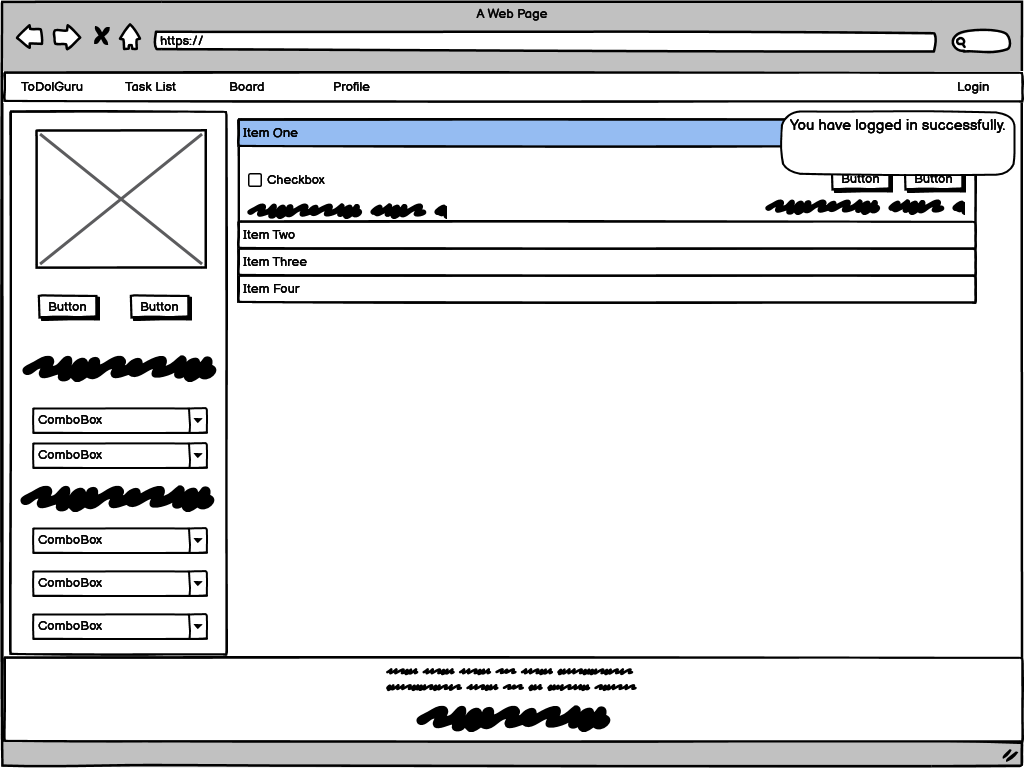 A Web Page
https://
ToDolGuru Task List Board Profile Login
Item One
You have logged in successfully.
Checkbox
Button Button
Item Two
Item Three
Item Four
Button Button
ComboBox
ComboBox
ComboBox
ComboBox
ComboBox